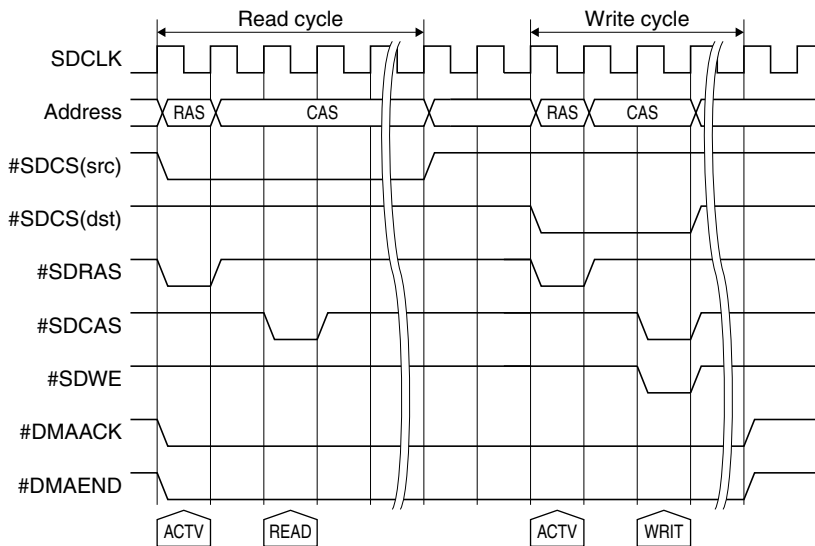 Read cycle Write cycle
SDCLK
Address RAS CAS RAS CAS
#SDCS(src)
#SDCS(dst)
#SDRAS
#SDCAS
#SDWE
#DMAACK
#DMAEND
ACTV READ ACTV WRIT